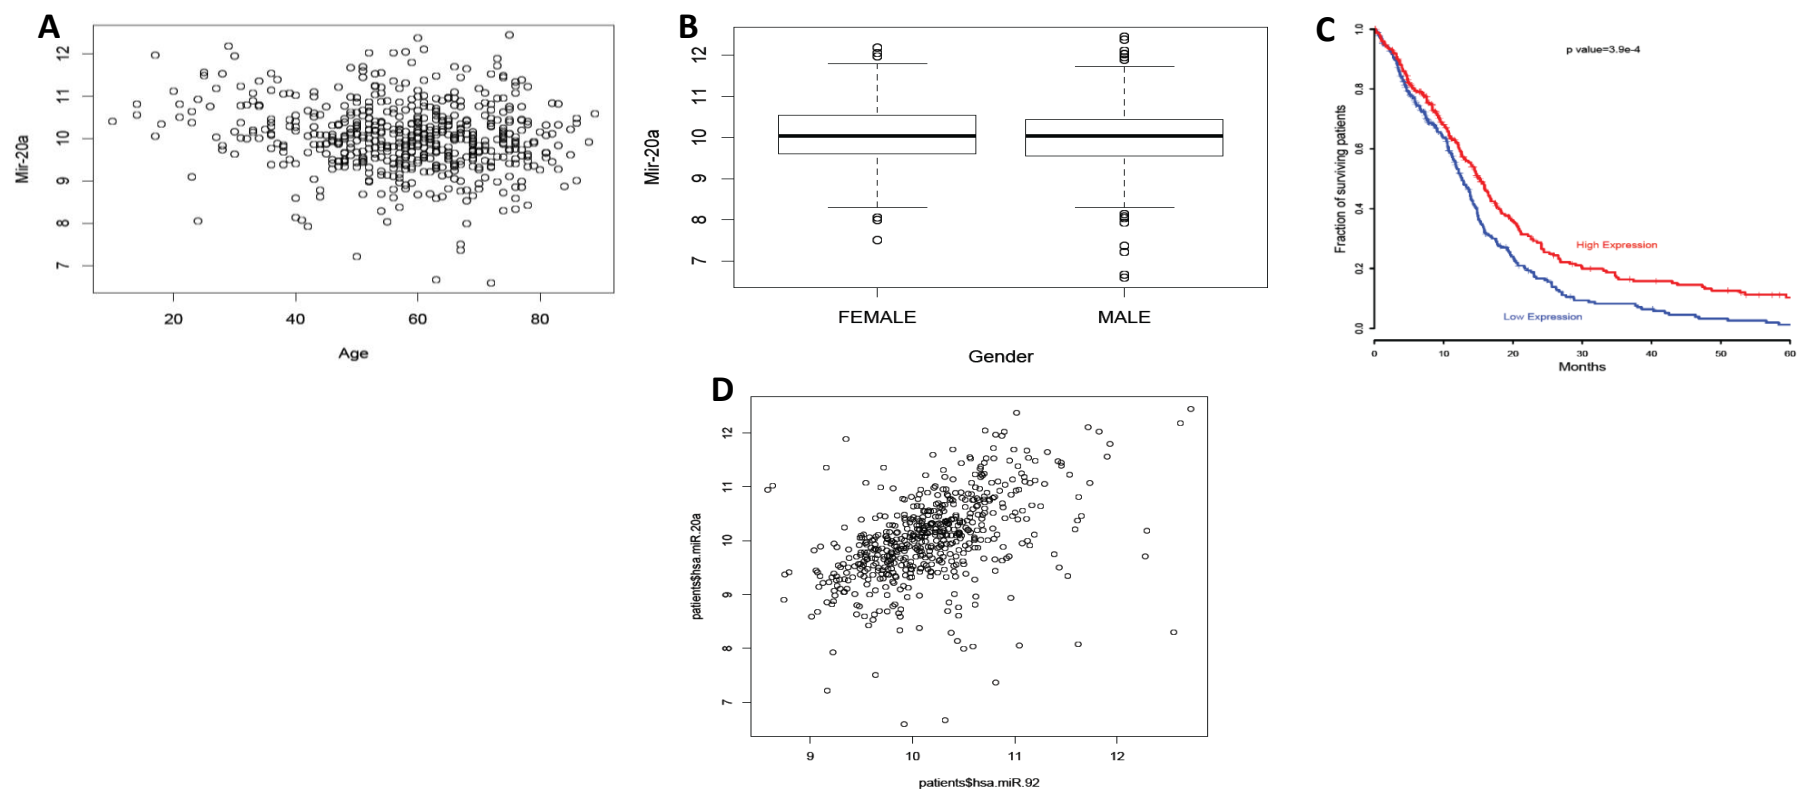 A
12
11
10
9
8
7
Mir-20a
20 40 60 80
Age
B
12
11
10
9
8
7
Mir-20a
FEMALE MALE
Gender
C
p value=3.9e-4
1.0
0.8
0.6
0.4
0.2
0.0
Fraction of surviving patients
High Expression
Low Expression
0 10 20 30 40 50 60
Months
D
12
11
10
9
8
7
patients$hsa.miR.20a
9 10 11 12
patients$hsa.miR.92